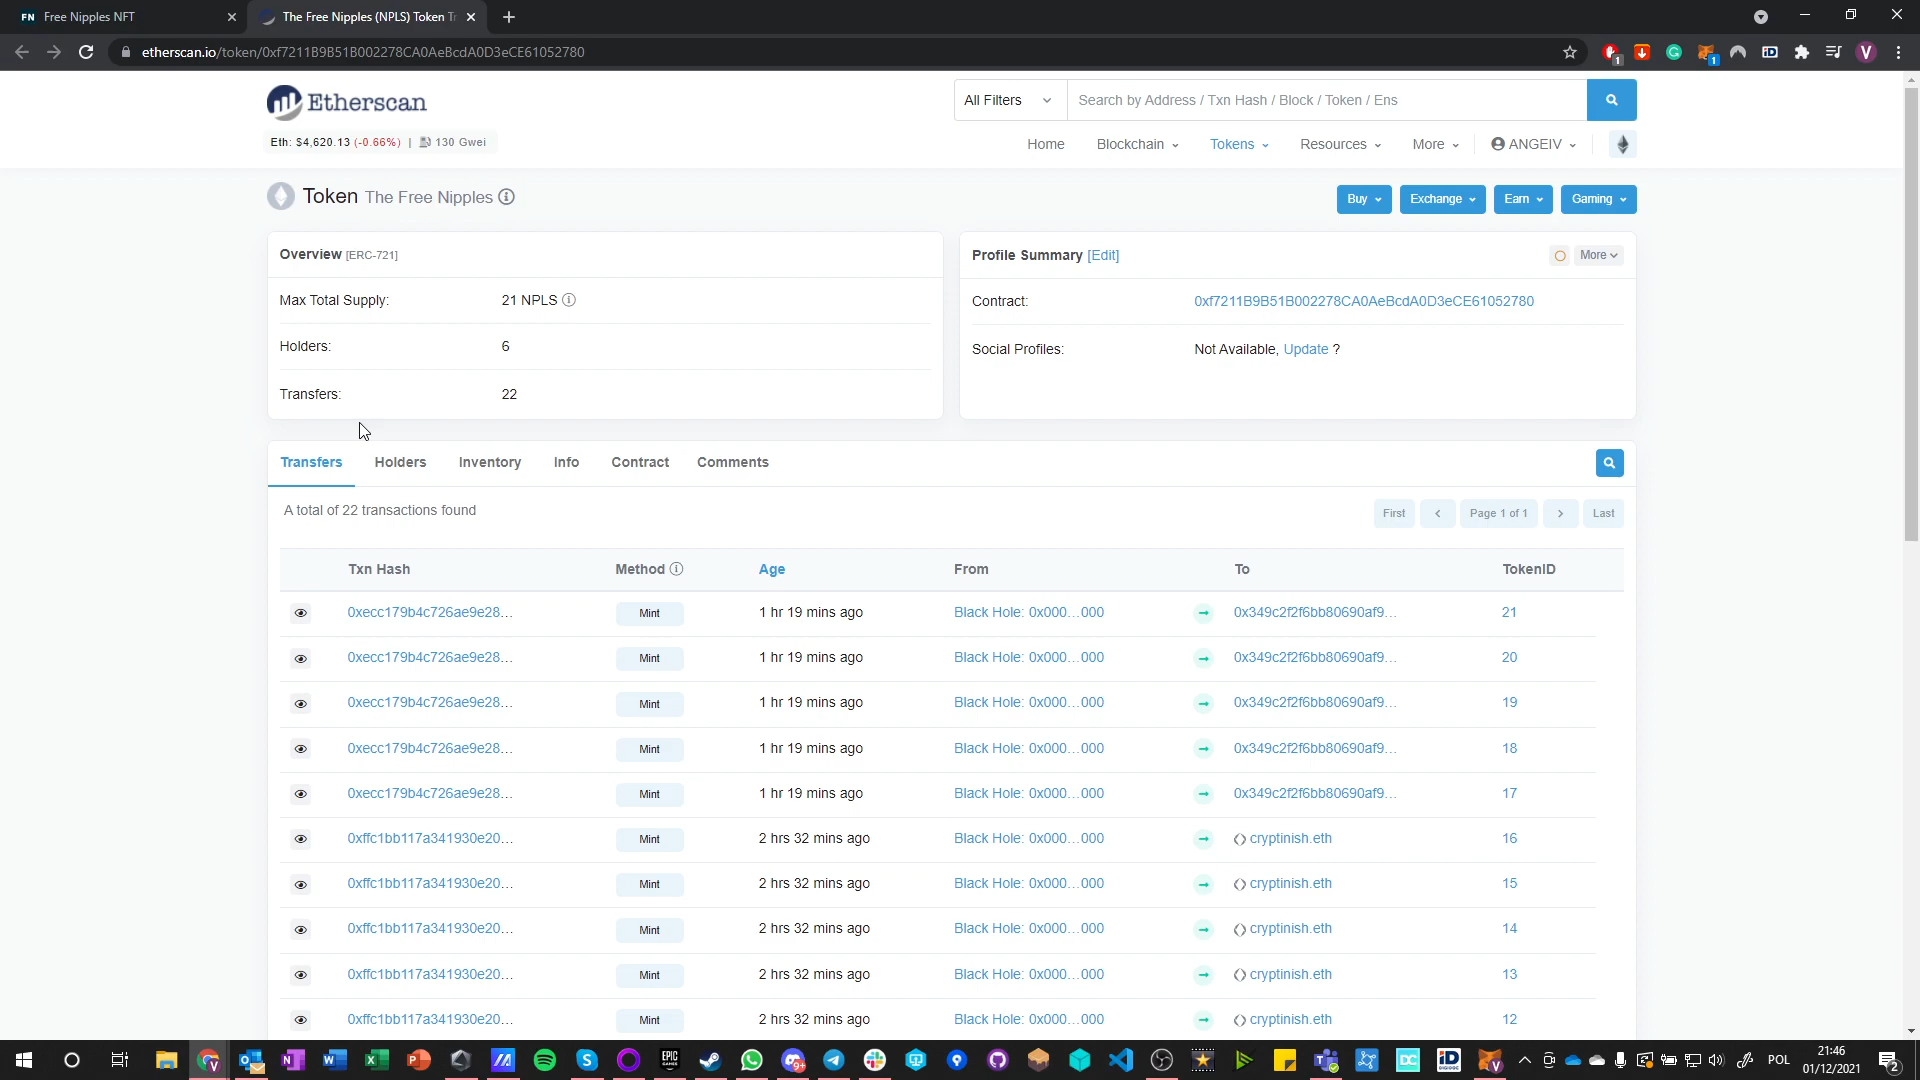 FN Free Nipples NFT
The Free Nipples (NPLS) Token Tr
etherscan.io/token/0xf7211B9B51B002278CA0AeBcdA0D3eCE61052780
1
1
V
Etherscan
All Filters
Search by Address / Txn Hash / Block / Token / Ens
Eth: $4,620.13 (-0.66%) | 130 Gwei
Home Blockchain Tokens Resources More ANGEIV
Token The Free Nipples
Buy Exchange Earn Gaming
Overview [ERC-721]
Max Total Supply: 21 NPLS
Holders: 6
Transfers: 22
Profile Summary [Edit]
More
Contract: 0xf7211B9B51B002278CA0AeBcdA0D3eCE61052780
Social Profiles: Not Available, Update ?
Transfers Holders Inventory Info Contract Comments
A total of 22 transactions found
First Page 1 of 1 Last
Txn Hash Method Age From To TokenID
0xecc179b4c726ae9e28... Mint 1 hr 19 mins ago Black Hole: 0x000...000 0x349c2f2f6bb80690af9... 21
0xecc179b4c726ae9e28... Mint 1 hr 19 mins ago Black Hole: 0x000...000 0x349c2f2f6bb80690af9... 20
0xecc179b4c726ae9e28... Mint 1 hr 19 mins ago Black Hole: 0x000...000 0x349c2f2f6bb80690af9... 19
0xecc179b4c726ae9e28... Mint 1 hr 19 mins ago Black Hole: 0x000...000 0x349c2f2f6bb80690af9... 18
0xecc179b4c726ae9e28... Mint 1 hr 19 mins ago Black Hole: 0x000...000 0x349c2f2f6bb80690af9... 17
0xffc1bb117a341930e20... Mint 2 hrs 32 mins ago Black Hole: 0x000...000 cryptinish.eth 16
0xffc1bb117a341930e20... Mint 2 hrs 32 mins ago Black Hole: 0x000...000 cryptinish.eth 15
0xffc1bb117a341930e20... Mint 2 hrs 32 mins ago Black Hole: 0x000...000 cryptinish.eth 14
0xffc1bb117a341930e20... Mint 2 hrs 32 mins ago Black Hole: 0x000...000 cryptinish.eth 13
0xffc1bb117a341930e20... Mint 2 hrs 32 mins ago Black Hole: 0x000...000 cryptinish.eth 12
POL
21:46
01/12/2021
2